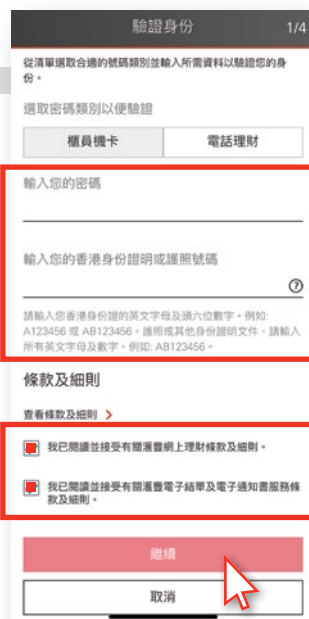 驗證身份
1/4
從清單選取合適的號碼類別並輸入所需資料以驗證您的身
份。
選取密碼類別以便驗證
櫃員機卡
電話理財
輸入您的密碼
輸入您的香港身份證明或護照號碼
請輸入您香港身份證的英文字母及頭六位數字。例如:
A123456 或 AB123456。護照或其他身份證明文件，請輸入
所有英文字母及數字。例如: AB123456。
條款及細則
查看條款及細則
我已閱讀並接受有關滙豐網上理財條款及細則。
我已閱讀並接受有關滙豐電子結單及電子通知書服務條
款及細則。
繼續
取消